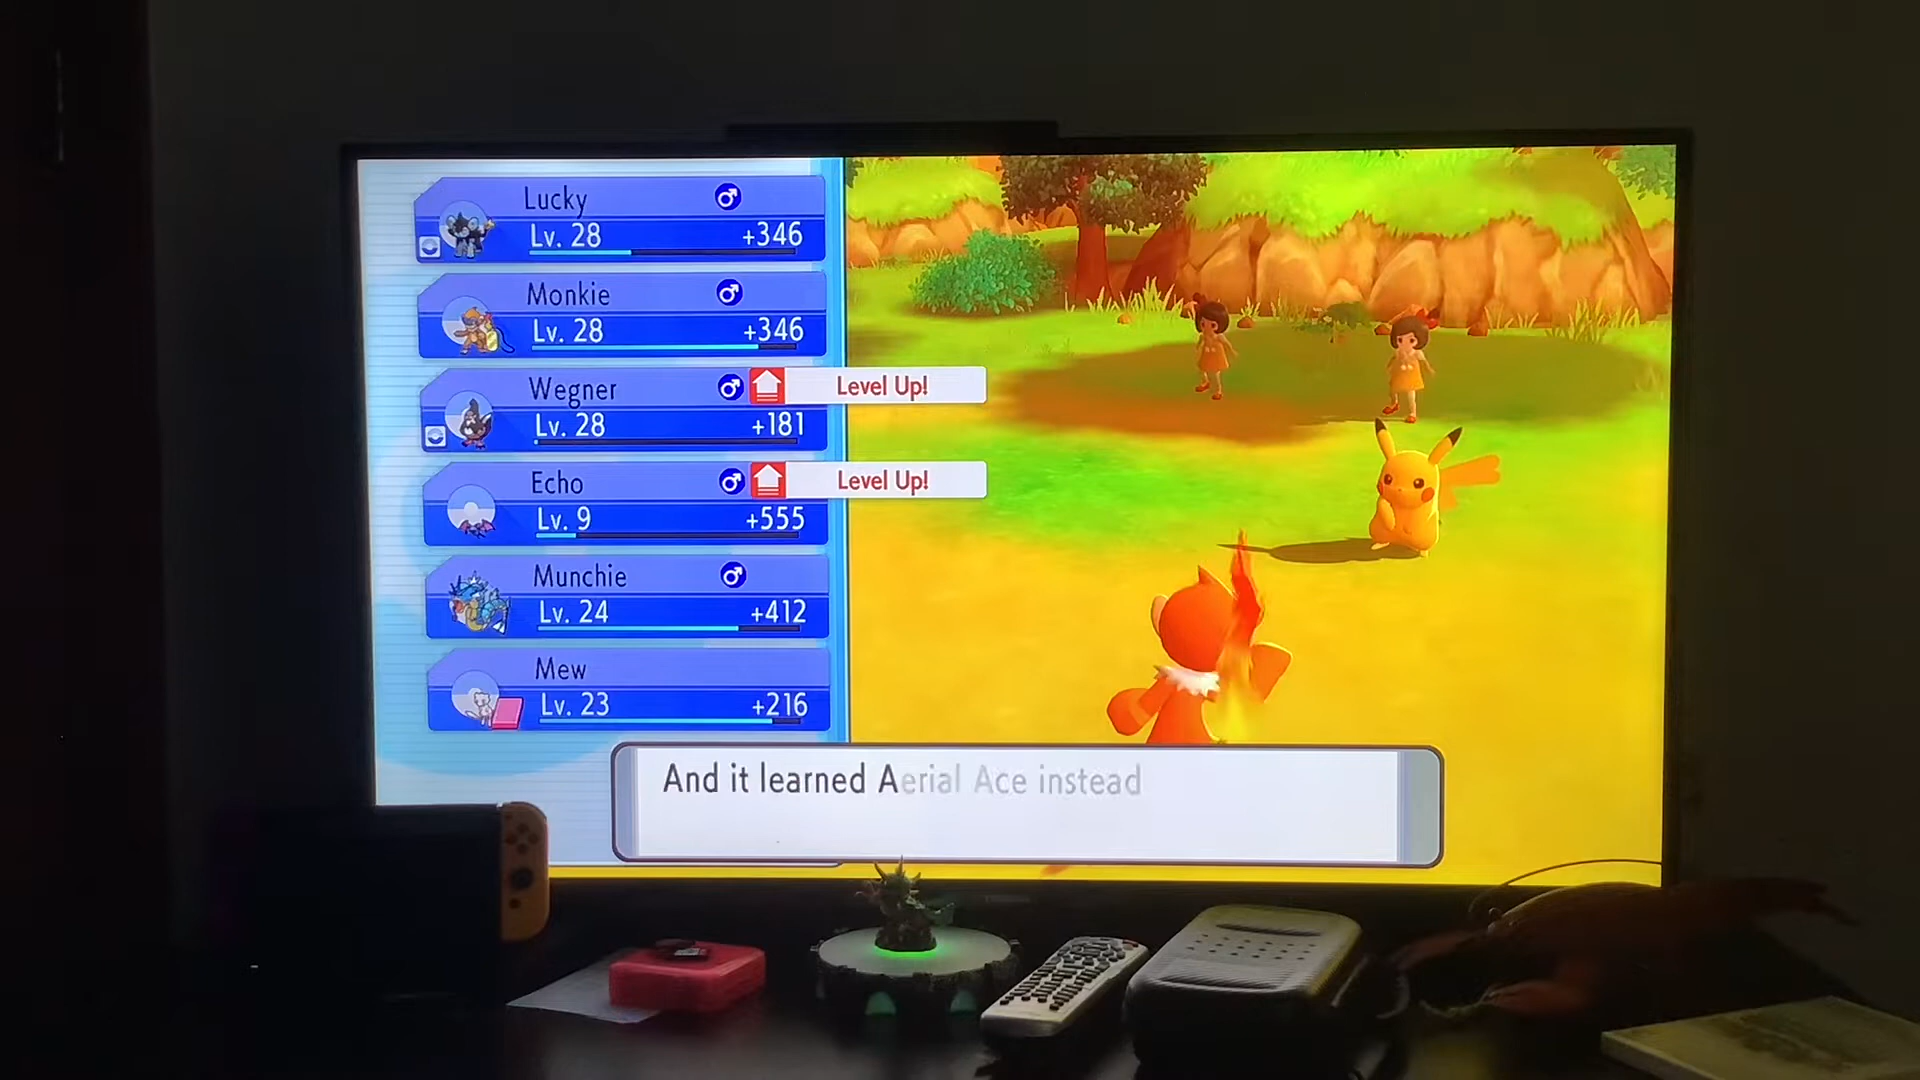 Lucky ♂
Lv. 28 +346
Monkie ♂
Lv. 28 +346
Wegner ♂ Level Up!
Lv. 28 +181
Echo ♂ Level Up!
Lv. 9 +555
Munchie ♂
Lv. 24 +412
Mew
Lv. 23 +216
And it learned Aerial Ace instead